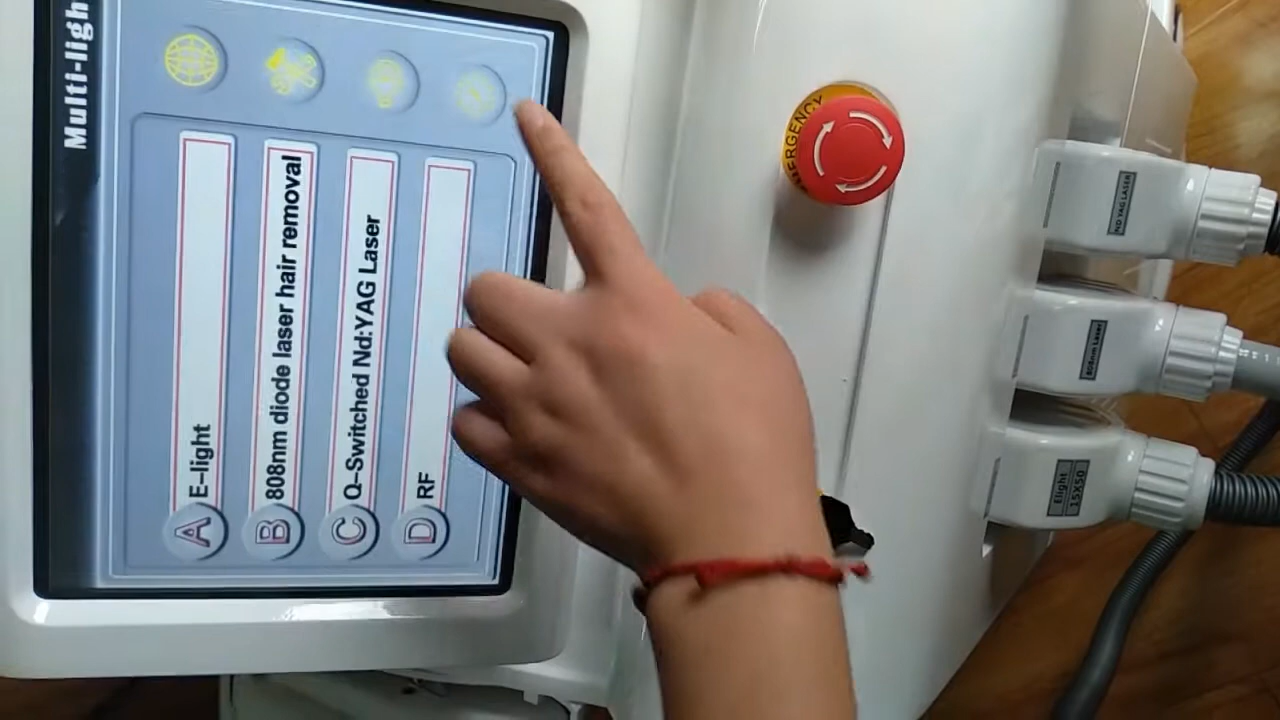 Multi-ligh
A E-light
B 808nm diode laser hair removal
C Q-Switched Nd:YAG Laser
D RF
EMERGENCY
ND YAG LASER
808nm Laser
Elight
15X50